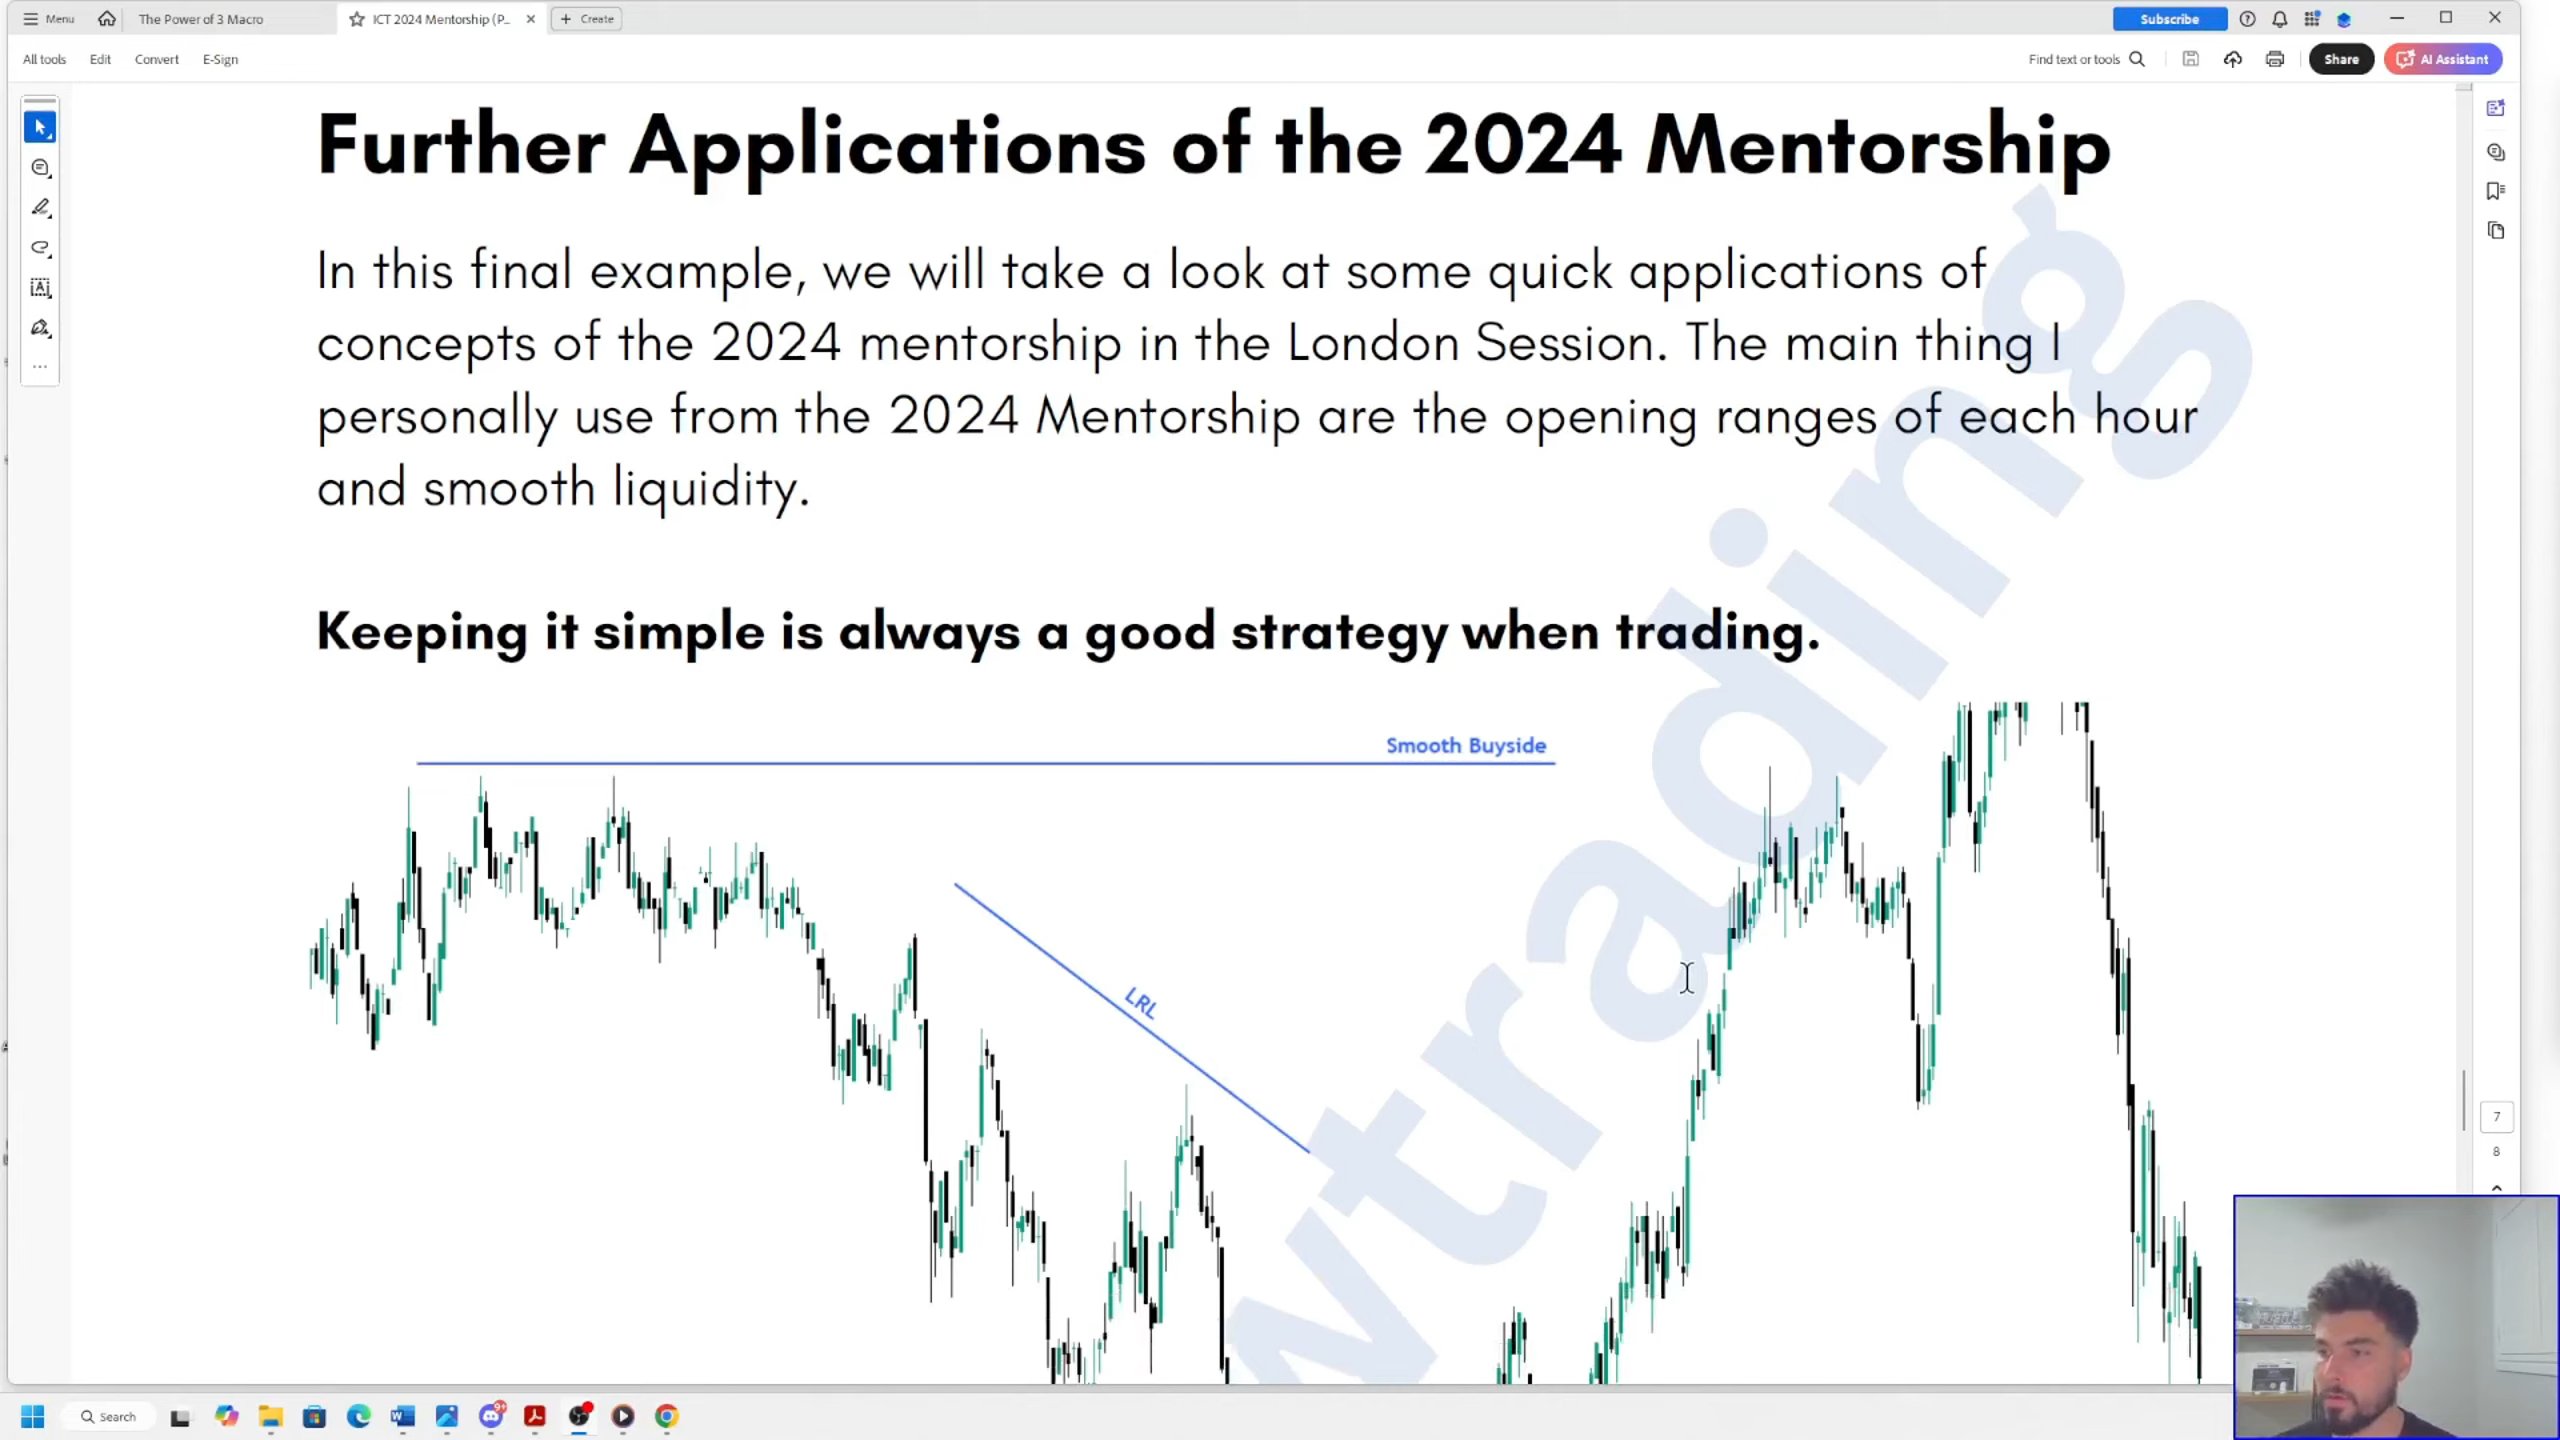 Menu
The Power of 3 Macro
ICT 2024 Mentorship (P...
Create
Subscribe
All tools
Edit
Convert
E-Sign
Find text or tools
Share
AI Assistant
Further Applications of the 2024 Mentorship
In this final example, we will take a look at some quick applications of
concepts of the 2024 mentorship in the London Session. The main thing I
personally use from the 2024 Mentorship are the opening ranges of each hour
and smooth liquidity.
Keeping it simple is always a good strategy when trading.
Smooth Buyside
LRL
wtrading
7
8
Search
9+